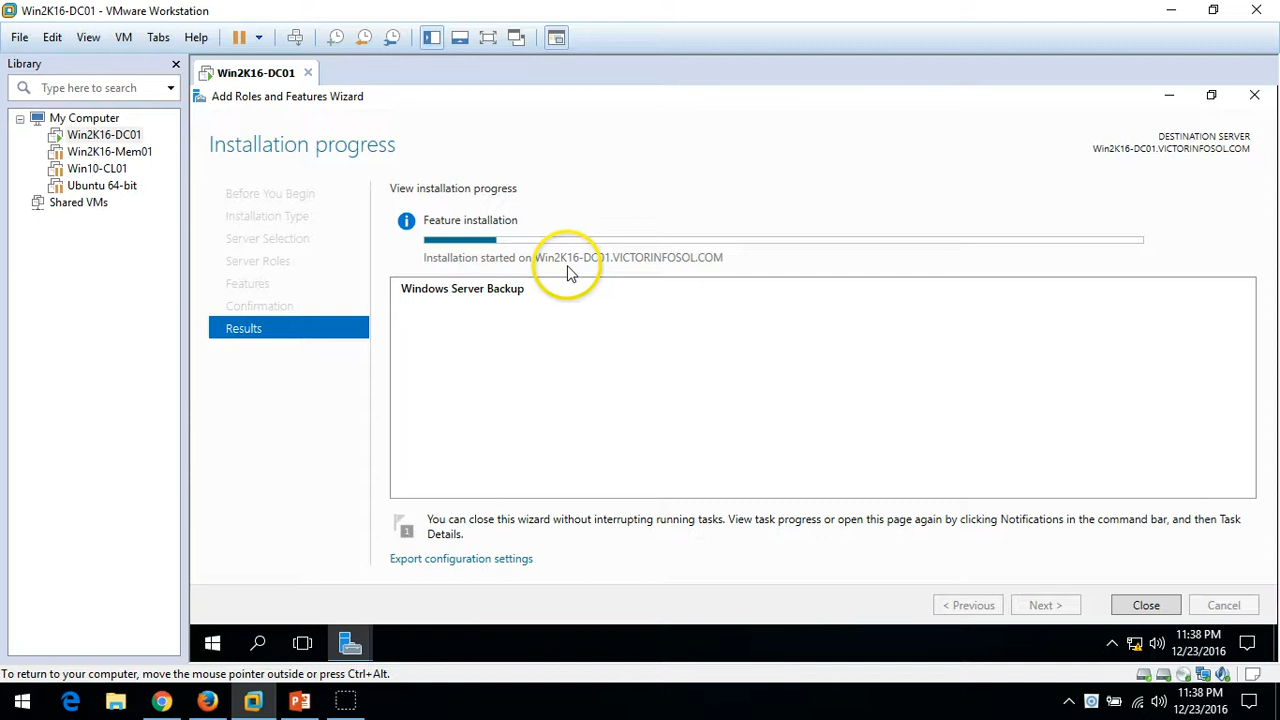 Win2K16-DC01 - VMware Workstation
File Edit View VM Tabs Help
Library
Type here to search
My Computer
Win2K16-DC01
Win2K16-Mem01
Win10-CL01
Ubuntu 64-bit
Shared VMs
Win2K16-DC01
Add Roles and Features Wizard
Installation progress
DESTINATION SERVER
Win2K16-DC01.VICTORINFOSOL.COM
Before You Begin
Installation Type
Server Selection
Server Roles
Features
Confirmation
Results
View installation progress
Feature installation
Installation started on Win2K16-DC01.VICTORINFOSOL.COM
Windows Server Backup
1
You can close this wizard without interrupting running tasks. View task progress or open this page again by clicking Notifications in the command bar, and then Task
Details.
Export configuration settings
< Previous
Next >
Close
Cancel
11:38 PM
12/23/2016
To return to your computer, move the mouse pointer outside or press Ctrl+Alt.
11:38 PM
12/23/2016